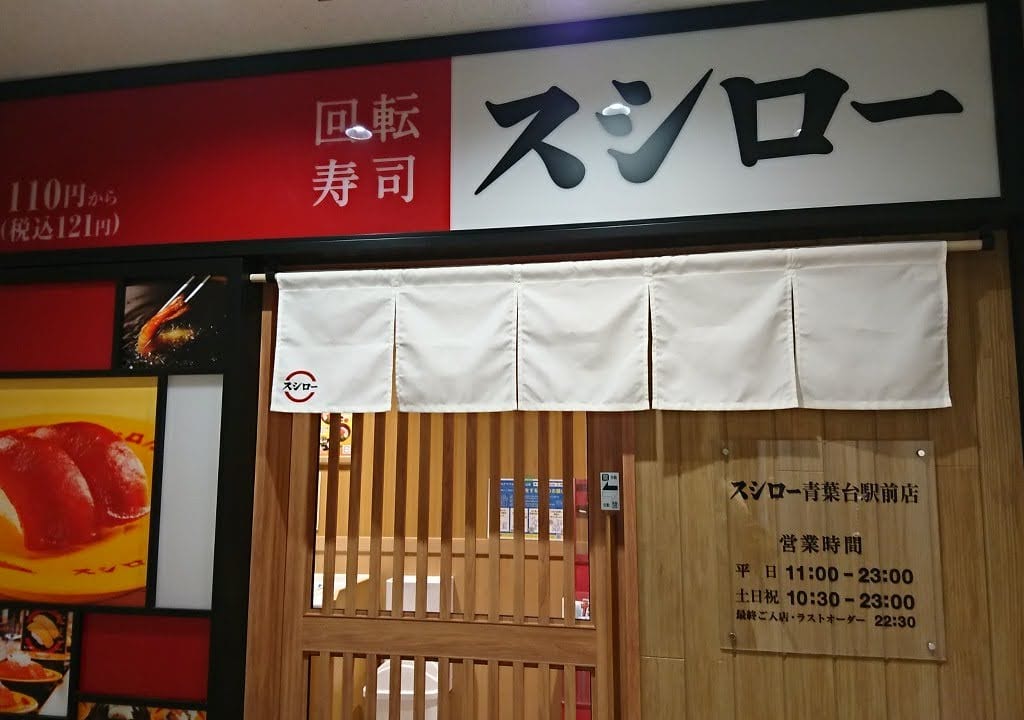 110円から
(税込121円)
回転
寿司
スシロー
スシロー
スシロー青葉台駅前店
営業時間
平 日 11:00-23:00
土日祝 10:30-23:00
最終ご入店・ラストオーダー 22:30
スシロ